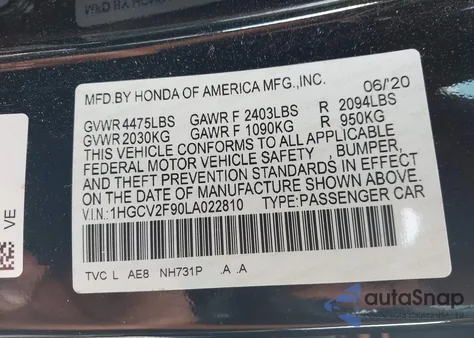 MFD.BY HONDA OF AMERICA MFG.,INC. 06/'20
GVWR 4475LBS GAWR F 2403LBS R 2094LBS
GVWR 2030KG GAWR F 1090KG R 950KG
THIS VEHICLE CONFORMS TO ALL APPLICABLE
FEDERAL MOTOR VEHICLE SAFETY , BUMPER,
AND THEFT PREVENTION STANDARDS IN EFFECT
ON THE DATE OF MANUFACTURE SHOWN ABOVE.
V.I.N: 1HGCV2F90LA022810 TYPE:PASSENGER CAR
TVC L AE8 NH731P .A .A
VE
autoSnap